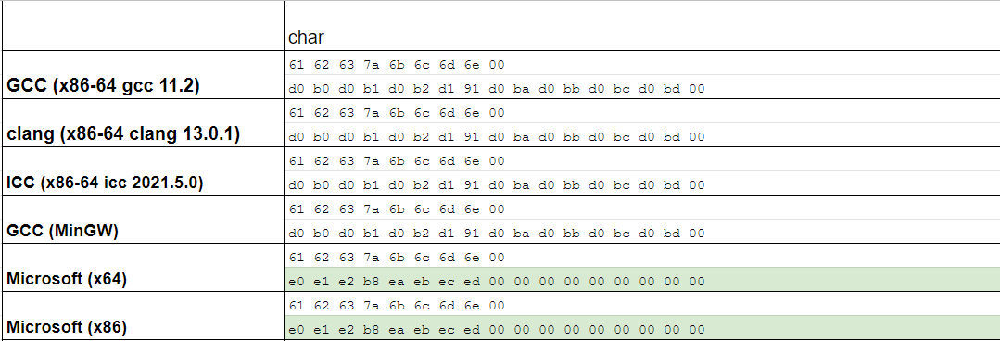 char
61 62 63 7a 6b 6c 6d 6e 00
GCC (x86-64 gcc 11.2)
d0 b0 d0 b1 d0 b2 d1 91 d0 ba d0 bb d0 bc d0 bd 00
61 62 63 7a 6b 6c 6d 6e 00
clang (x86-64 clang 13.0.1)
d0 b0 d0 b1 d0 b2 d1 91 d0 ba d0 bb d0 bc d0 bd 00
61 62 63 7a 6b 6c 6d 6e 00
ICC (x86-64 icc 2021.5.0)
d0 b0 d0 b1 d0 b2 d1 91 d0 ba d0 bb d0 bc d0 bd 00
61 62 63 7a 6b 6c 6d 6e 00
GCC (MinGW)
d0 b0 d0 b1 d0 b2 d1 91 d0 ba d0 bb d0 bc d0 bd 00
61 62 63 7a 6b 6c 6d 6e 00
Microsoft (x64)
e0 e1 e2 b8 ea eb ec ed 00 00 00 00 00 00 00 00 00
61 62 63 7a 6b 6c 6d 6e 00
Microsoft (x86)
e0 e1 e2 b8 ea eb ec ed 00 00 00 00 00 00 00 00 00